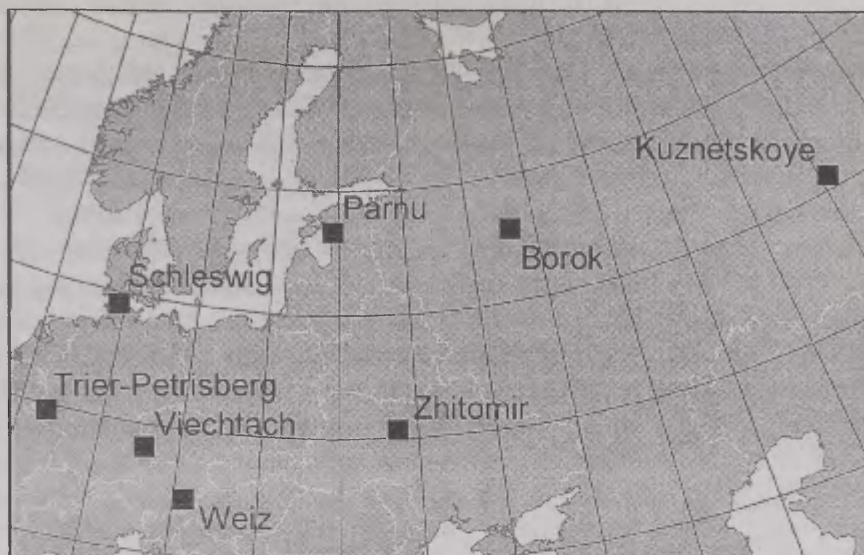 Kuznetskoye
Pärnu
Borok
Schleswig
Trier-Petrisberg
Zhitomir
Viechtach
Weiz